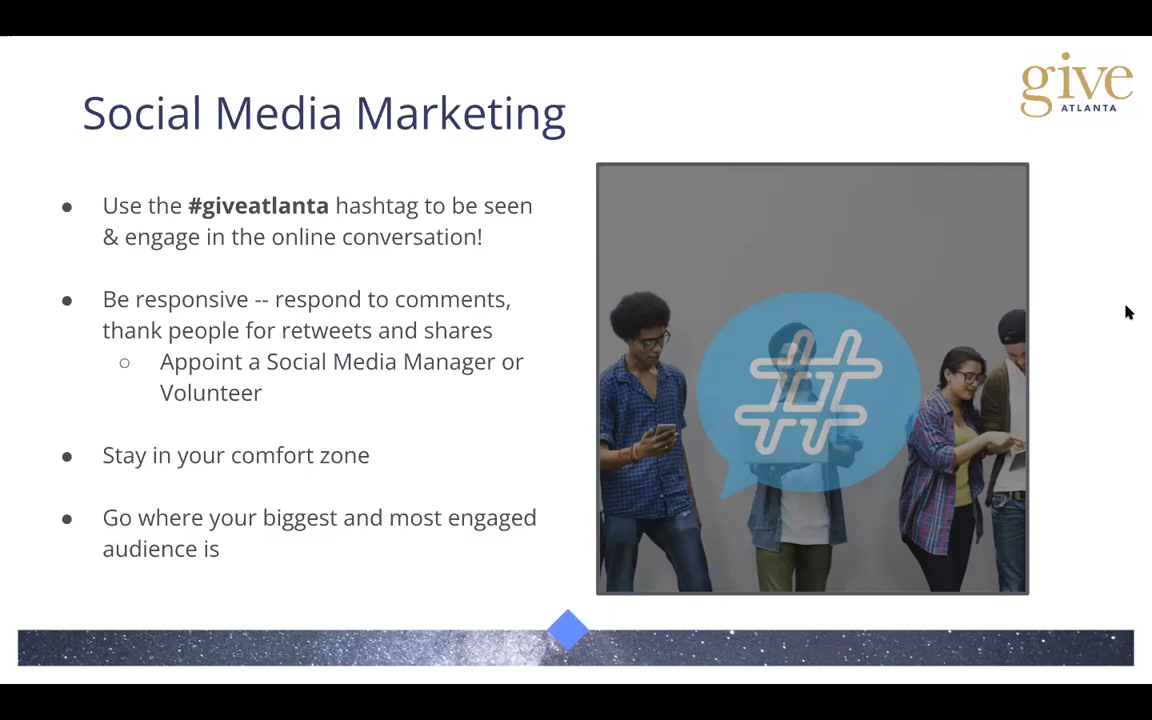 give
ATLANTA
Social Media Marketing
● Use the #giveatlanta hashtag to be seen
& engage in the online conversation!
● Be responsive -- respond to comments,
thank people for retweets and shares
○ Appoint a Social Media Manager or
Volunteer
● Stay in your comfort zone
● Go where your biggest and most engaged
audience is
#